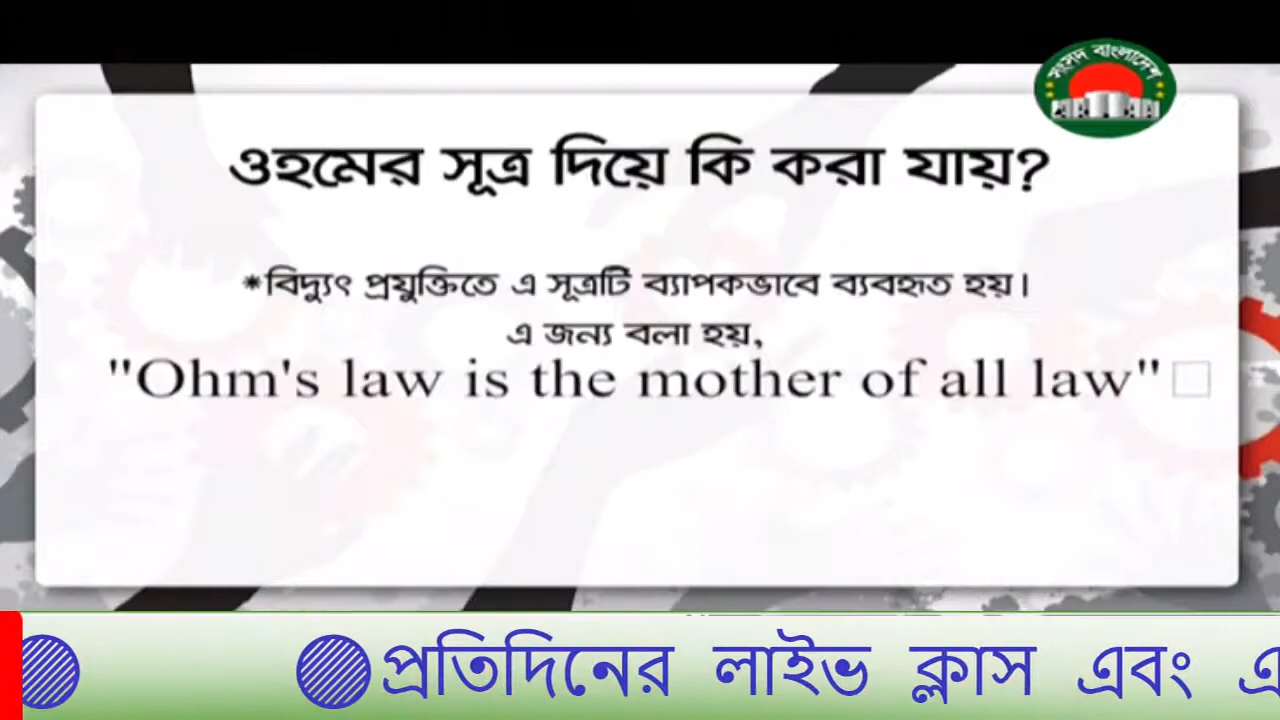 সংসদ বাংলাদেশ
ওহমের সূত্র দিয়ে কি করা যায়?
*বিদ্যুৎ প্রযুক্তিতে এ সূত্রটি ব্যাপকভাবে ব্যবহৃত হয়।
এ জন্য বলা হয়,
"Ohm's law is the mother of all law"
প্রতিদিনের লাইভ ক্লাস এবং